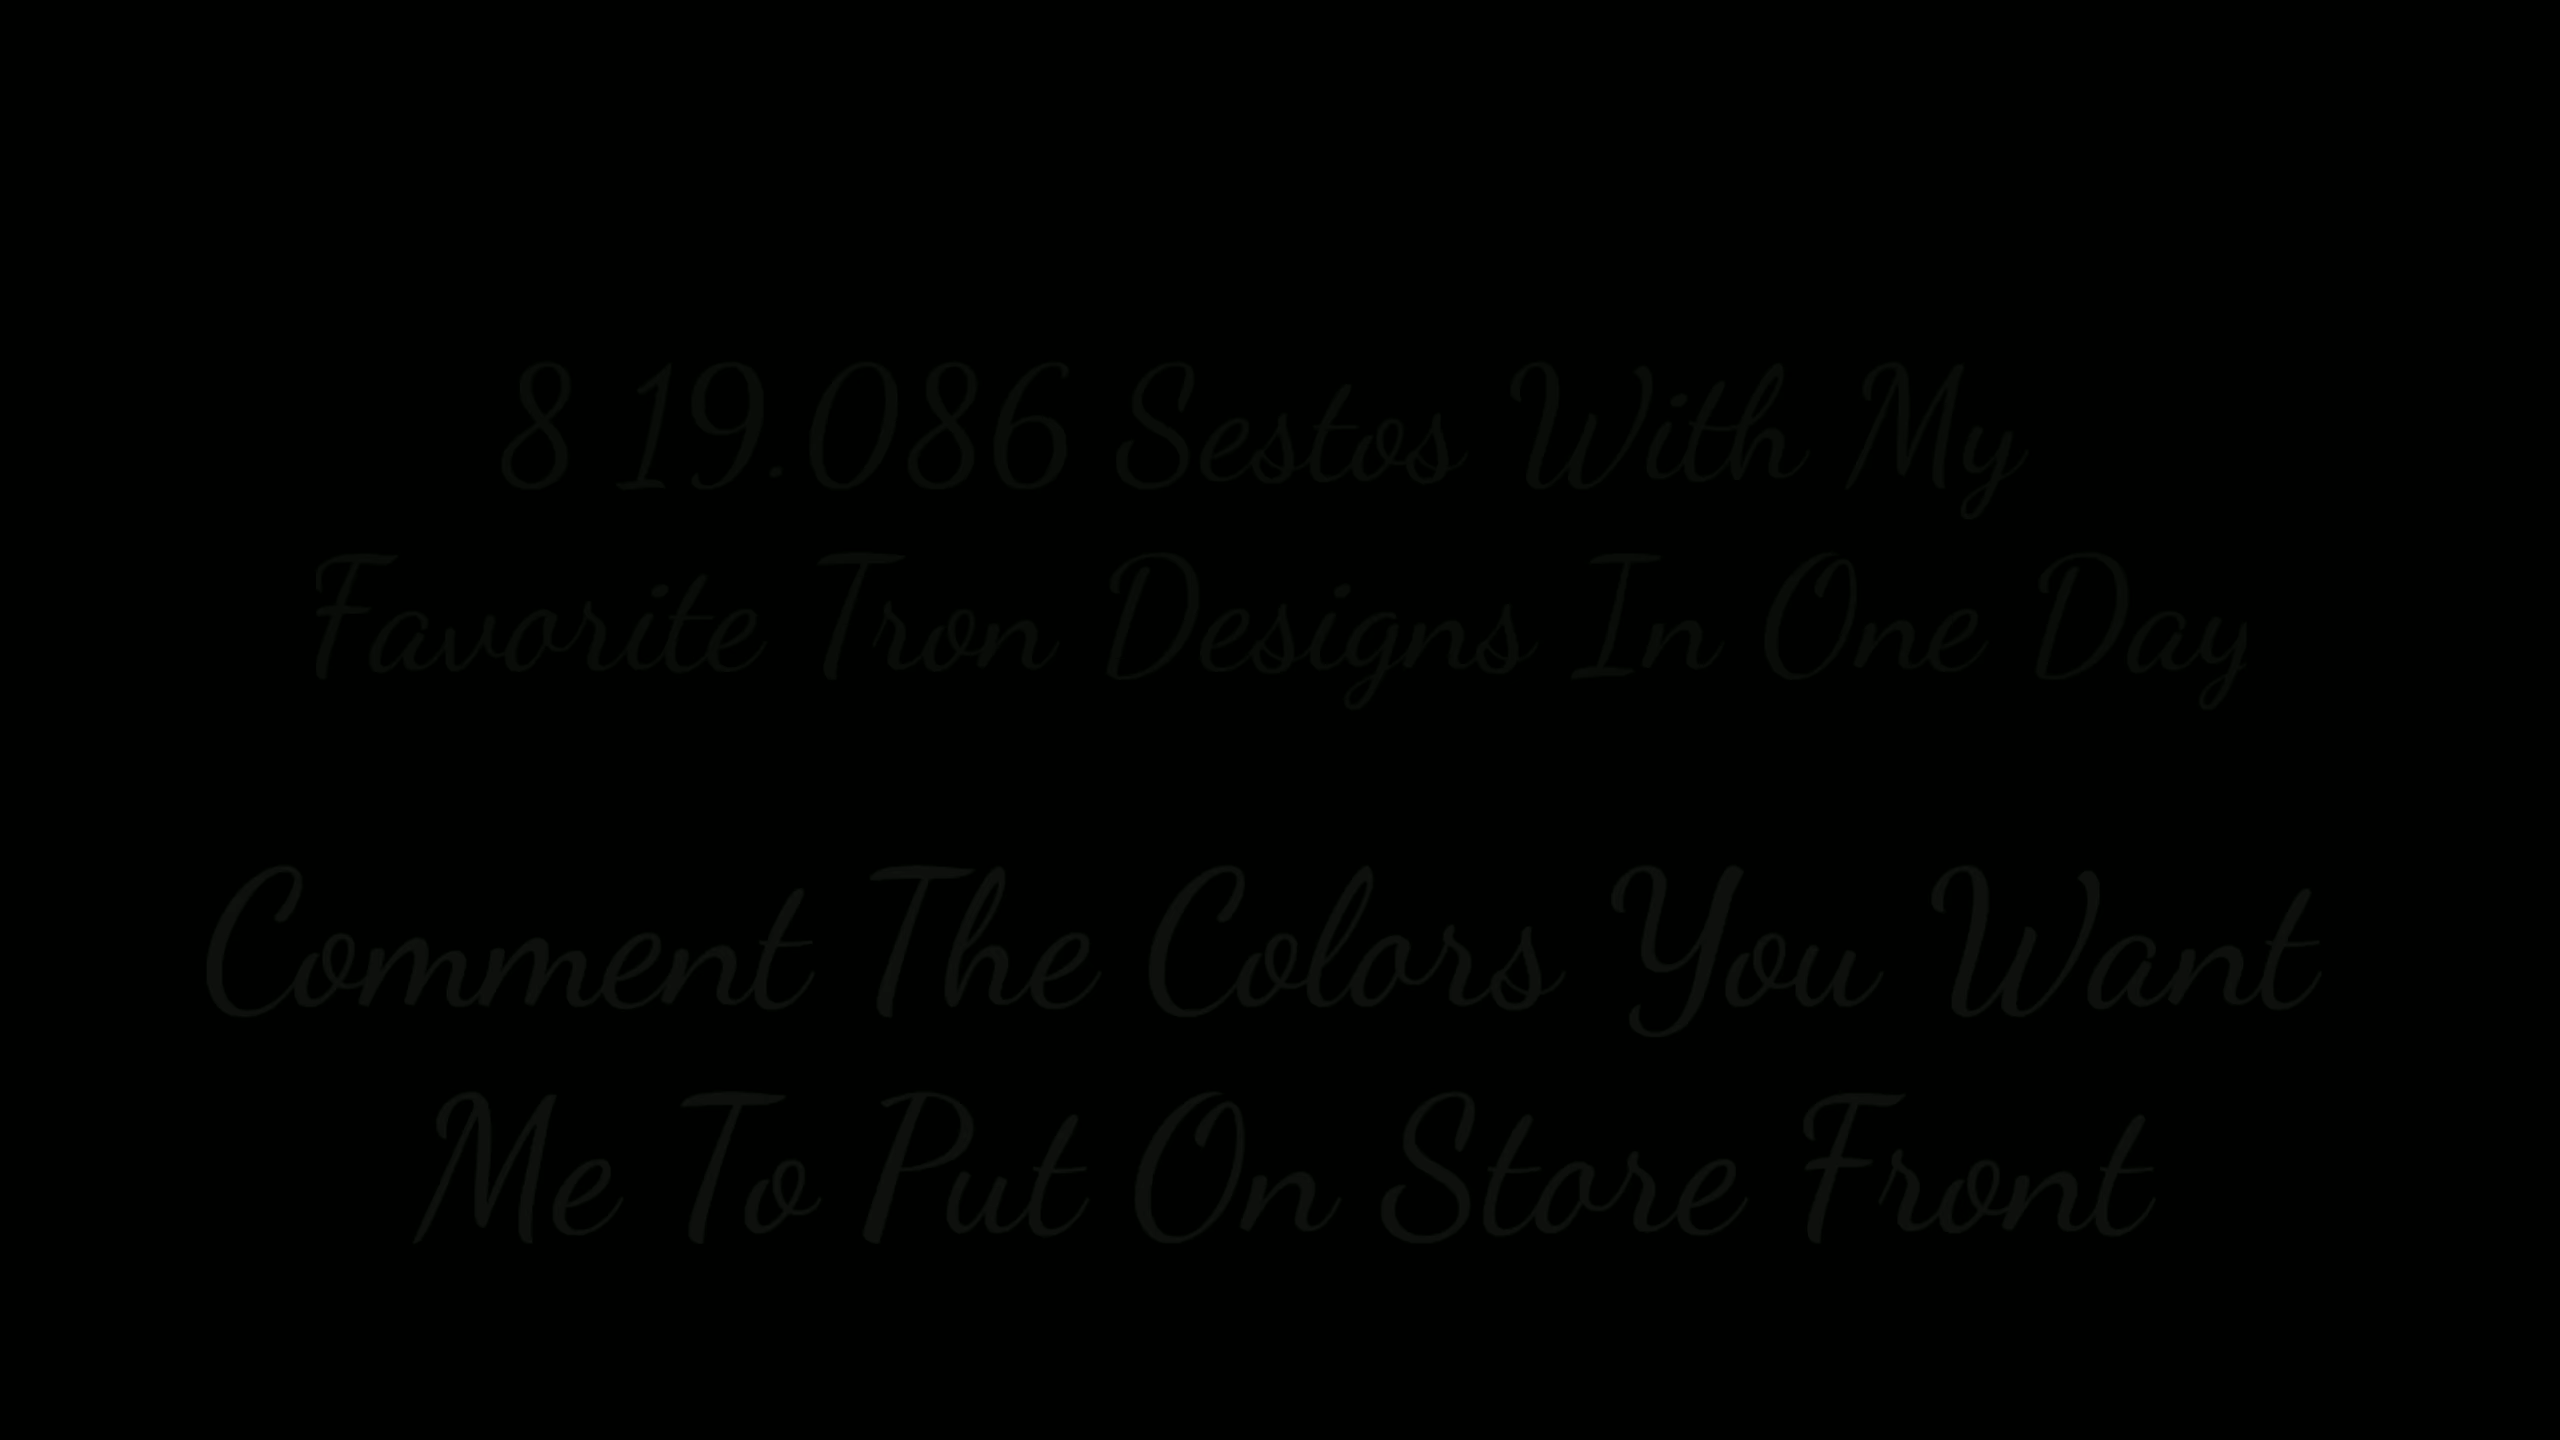 8 19.086 Sestos With My
Favorite Tron Designs In One Day
Comment The Colors You Want
Me To Put On Store Front